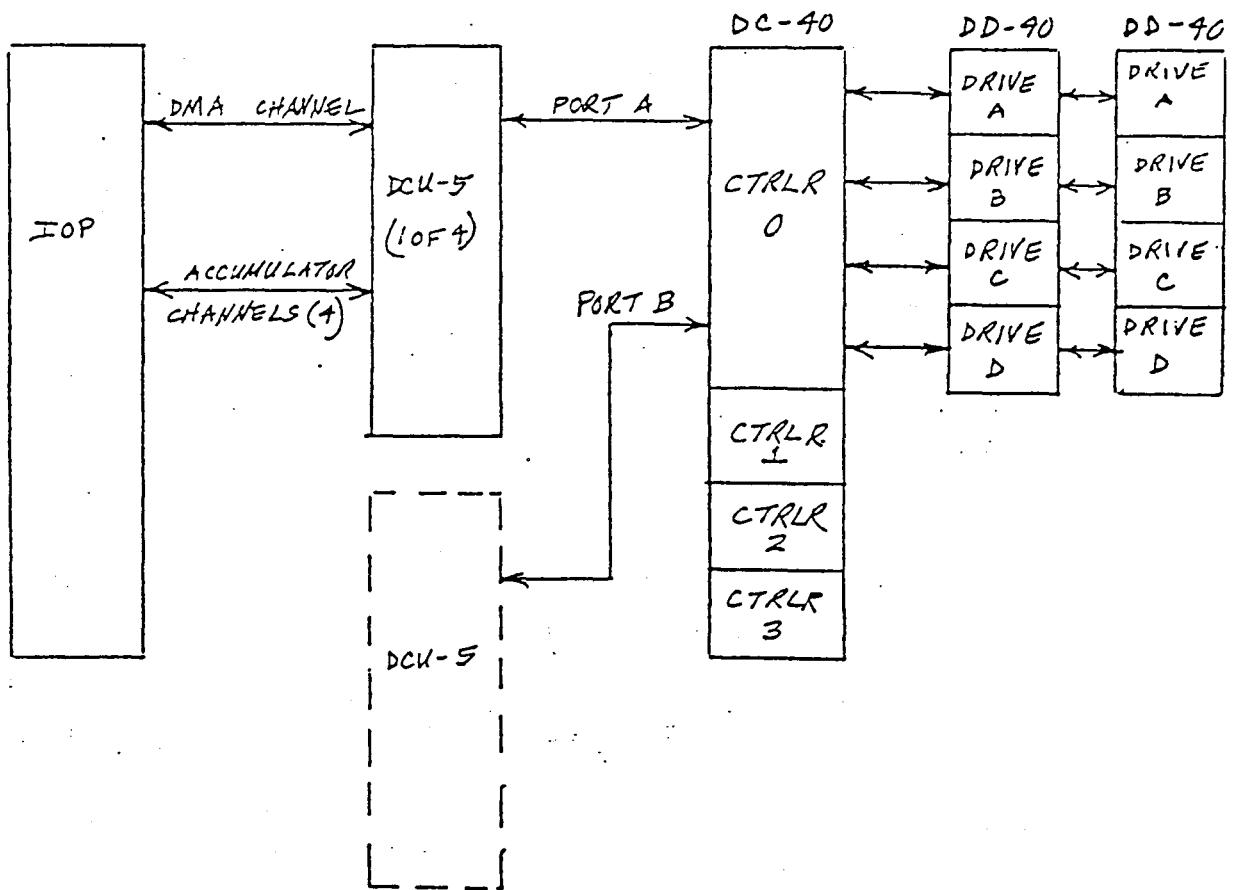 DC-40
DD-40
DD-40
IOP
DMA CHANNEL
ACCUMULATOR
CHANNELS (4)
DCU-5
(1 OF 4)
PORT A
PORT B
DCU-5
CTRLR
0
CTRLR
1
CTRLR
2
CTRLR
3
DRIVE
A
DRIVE
B
DRIVE
C
DRIVE
D
DRIVE
A
DRIVE
B
DRIVE
C
DRIVE
D